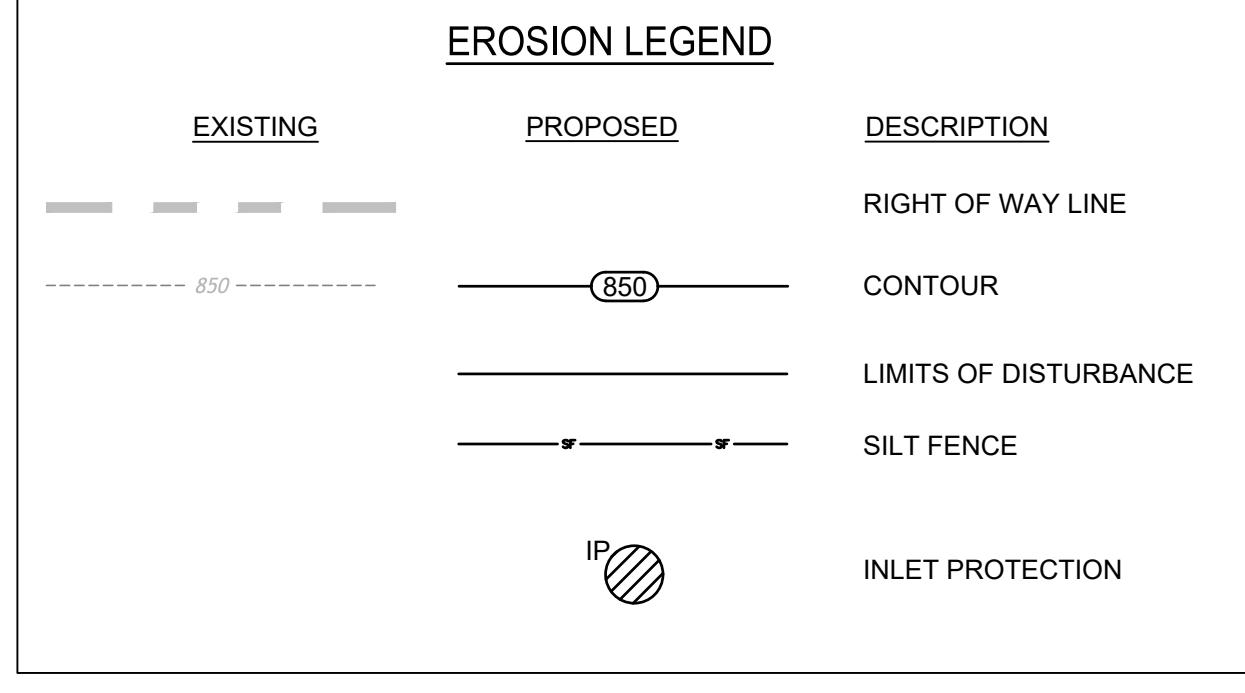 EROSION LEGEND
EXISTING PROPOSED DESCRIPTION
RIGHT OF WAY LINE
850 850 CONTOUR
LIMITS OF DISTURBANCE
SF SF SILT FENCE
IP INLET PROTECTION